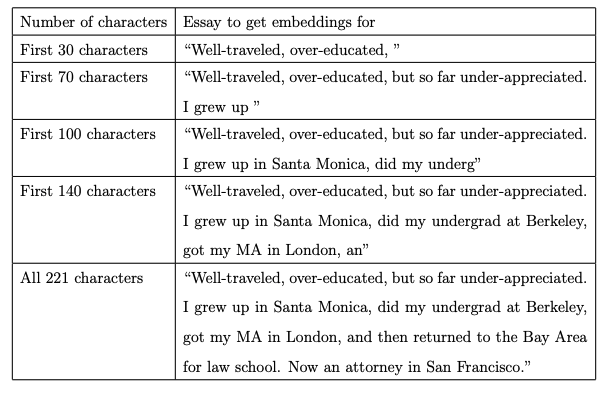 Number of characters Essay to get embeddings for
First 30 characters “Well-traveled, over-educated, ”
First 70 characters “Well-traveled, over-educated, but so far under-appreciated.
I grew up ”
First 100 characters “Well-traveled, over-educated, but so far under-appreciated.
I grew up in Santa Monica, did my underg”
First 140 characters “Well-traveled, over-educated, but so far under-appreciated.
I grew up in Santa Monica, did my undergrad at Berkeley,
got my MA in London, an”
All 221 characters “Well-traveled, over-educated, but so far under-appreciated.
I grew up in Santa Monica, did my undergrad at Berkeley,
got my MA in London, and then returned to the Bay Area
for law school. Now an attorney in San Francisco.”